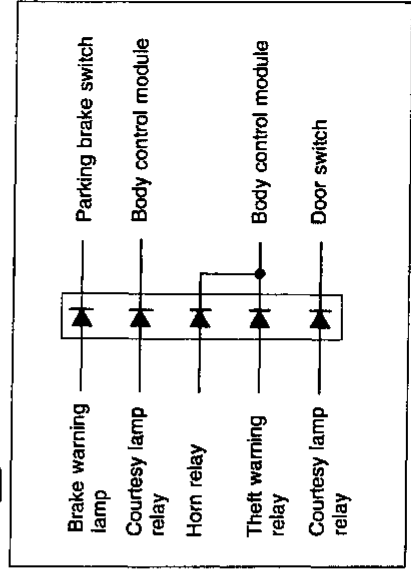 Brake warning
lamp
Parking brake switch
Courtesy lamp
relay
Body control module
Horn relay
Theft warning
relay
Body control module
Courtesy lamp
relay
Door switch